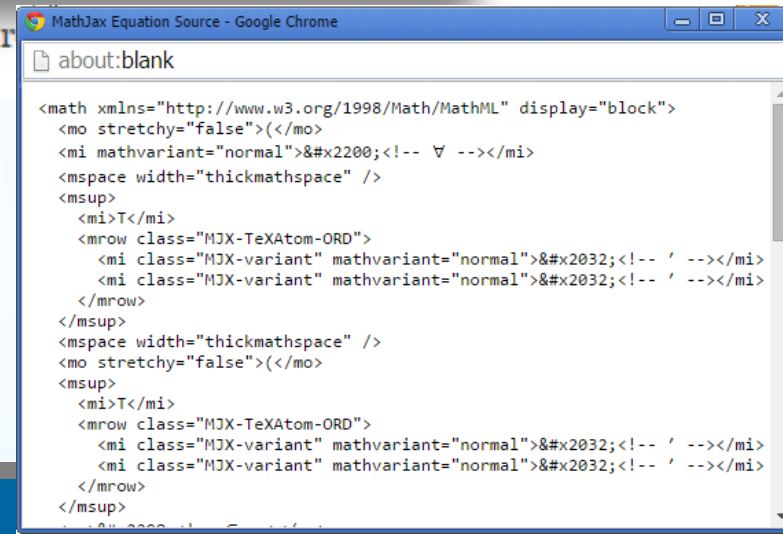 MathJax Equation Source - Google Chrome
about:blank
<math xmlns="http://www.w3.org/1998/Math/MathML" display="block">
  <mo stretchy="false">(</mo>
  <mi mathvariant="normal">&#x2200;<!-- ∀ --></mi>
  <mspace width="thickmathspace" />
  <msup>
    <mi>T</mi>
    <mrow class="MJX-TeXAtom-ORD">
      <mi class="MJX-variant" mathvariant="normal">&#x2032;<!-- ′ --></mi>
      <mi class="MJX-variant" mathvariant="normal">&#x2032;<!-- ′ --></mi>
    </mrow>
  </msup>
  <mspace width="thickmathspace" />
  <mo stretchy="false">(</mo>
  <msup>
    <mi>T</mi>
    <mrow class="MJX-TeXAtom-ORD">
      <mi class="MJX-variant" mathvariant="normal">&#x2032;<!-- ′ --></mi>
      <mi class="MJX-variant" mathvariant="normal">&#x2032;<!-- ′ --></mi>
    </mrow>
  </msup>